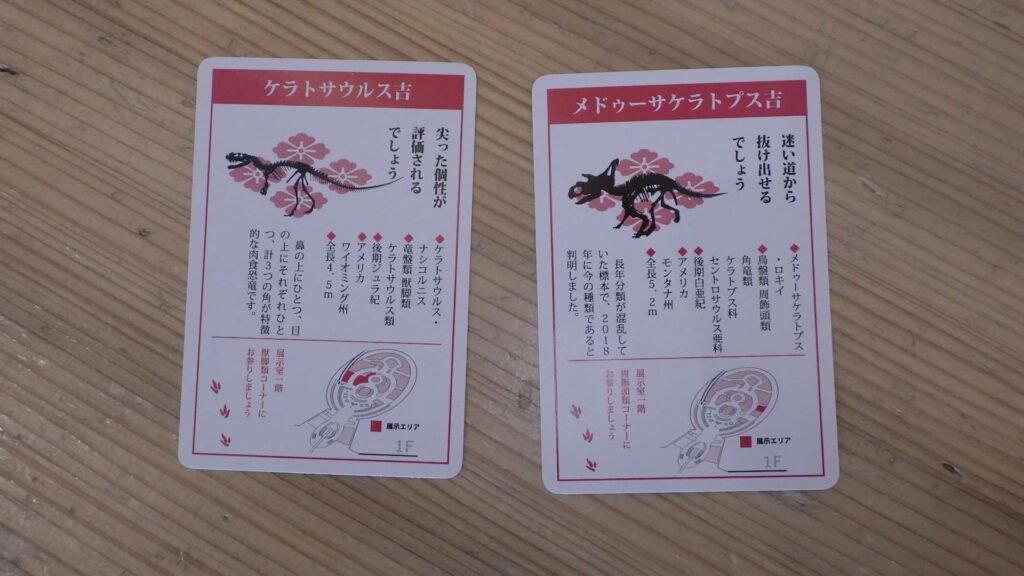 ケラトサウルス吉
尖った個性が
評価される
でしょう
◆ケラトサウルス・
ナシコルニス
◆竜盤類 獣脚類
ケラトサウルス類
◆後期ジュラ紀
◆アメリカ
ワイオミング州
◆全長4.5m
鼻の上にひとつ、目
の上にそれぞれひと
つ、計3つの角が特徴
的な肉食恐竜です。
展示室一階
獣脚類コーナーに
お参りしましょう
展示エリア
1F
メドゥーサケラトプス吉
迷い道から
抜け出せる
でしょう
◆メドゥーサケラトプス
・ロキイ
◆鳥盤類 周飾頭類
角竜類
ケラトプス科
セントロサウルス亜科
◆後期白亜紀
◆アメリカ
モンタナ州
◆全長5.2m
長年分類が混乱して
いた標本で、2018
年に今の種類であると
判明しました。
展示室一階
周飾頭類コーナーに
お参りしましょう
展示エリア
1F